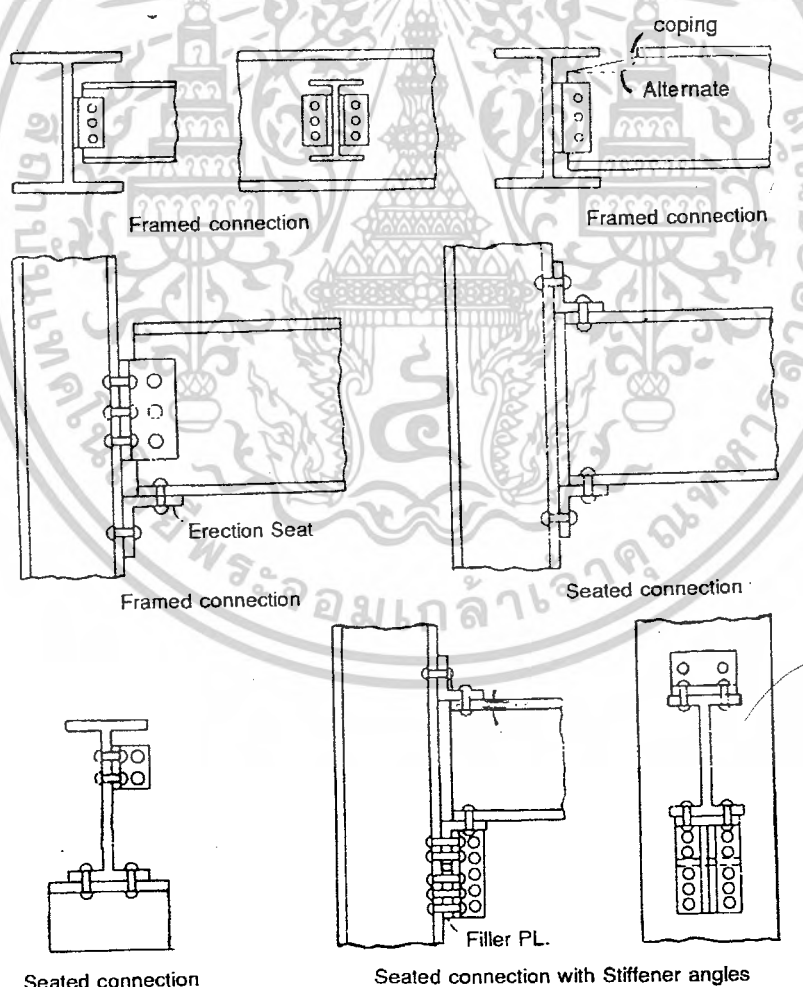 coping
Alternate
Framed connection
Framed connection
Erection Seat
Framed connection
Seated connection
Filler PL.
Seated connection
Seated connection with Stiffener angles